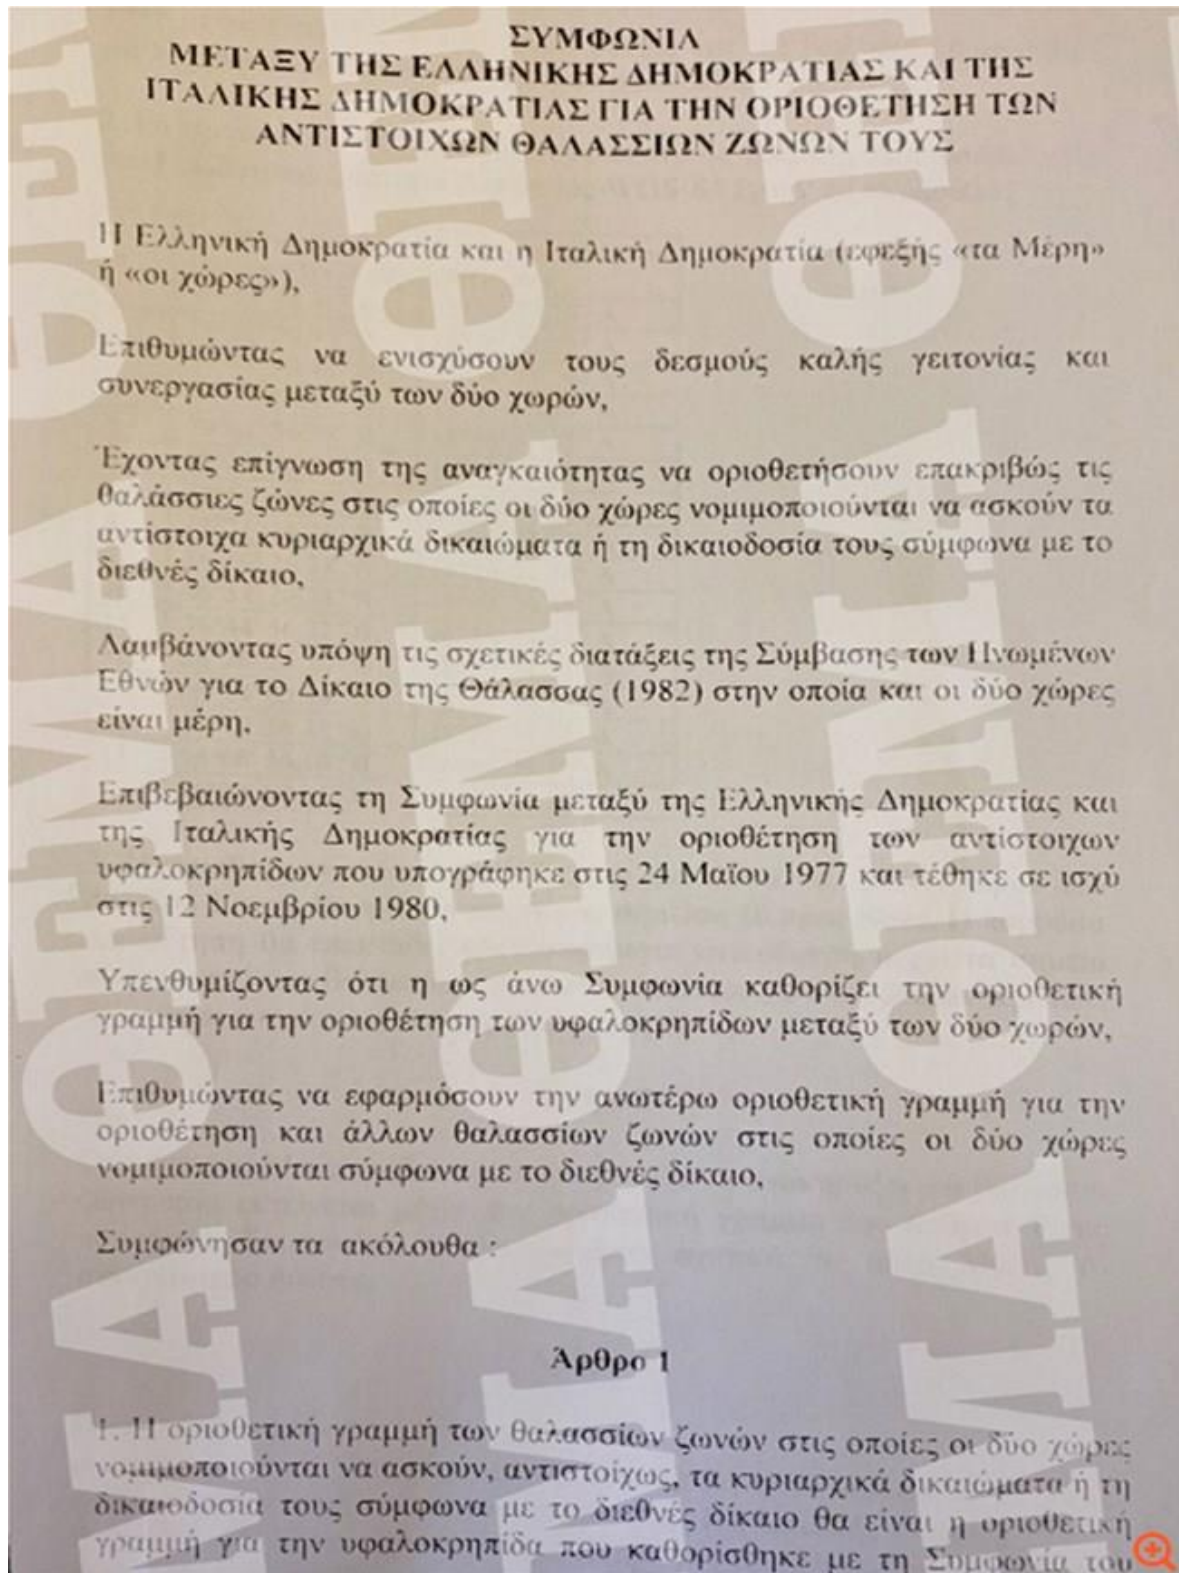 ΣΥΜΦΩΝΙΑ
ΜΕΤΑΞΥ ΤΗΣ ΕΛΛΗΝΙΚΗΣ ΔΗΜΟΚΡΑΤΙΑΣ ΚΑΙ ΤΗΣ
ΙΤΑΛΙΚΗΣ ΔΗΜΟΚΡΑΤΙΑΣ ΓΙΑ ΤΗΝ ΟΡΙΟΘΕΤΗΣΗ ΤΩΝ
ΑΝΤΙΣΤΟΙΧΩΝ ΘΑΛΑΣΣΙΩΝ ΖΩΝΩΝ ΤΟΥΣ
Η Ελληνική Δημοκρατία και η Ιταλική Δημοκρατία (εφεξής «τα Μέρη»
ή «οι χώρες»),
Επιθυμώντας να ενισχύσουν τους δεσμούς καλής γειτονίας και
συνεργασίας μεταξύ των δύο χωρών,
Έχοντας επίγνωση της αναγκαιότητας να οριοθετήσουν επακριβώς τις
θαλάσσιες ζώνες στις οποίες οι δύο χώρες νομιμοποιούνται να ασκούν τα
αντίστοιχα κυριαρχικά δικαιώματα ή τη δικαιοδοσία τους σύμφωνα με το
διεθνές δίκαιο,
Λαμβάνοντας υπόψη τις σχετικές διατάξεις της Σύμβασης των Ηνωμένων
Εθνών για το Δίκαιο της Θάλασσας (1982) στην οποία και οι δύο χώρες
είναι μέρη,
Επιβεβαιώνοντας τη Συμφωνία μεταξύ της Ελληνικής Δημοκρατίας και
της Ιταλικής Δημοκρατίας για την οριοθέτηση των αντίστοιχων
υφαλοκρηπίδων που υπογράφηκε στις 24 Μαΐου 1977 και τέθηκε σε ισχύ
στις 12 Νοεμβρίου 1980,
Υπενθυμίζοντας ότι η ως άνω Συμφωνία καθορίζει την οριοθετική
γραμμή για την οριοθέτηση των υφαλοκρηπίδων μεταξύ των δύο χωρών,
Επιθυμώντας να εφαρμόσουν την ανωτέρω οριοθετική γραμμή για την
οριοθέτηση και άλλων θαλασσίων ζωνών στις οποίες οι δύο χώρες
νομιμοποιούνται σύμφωνα με το διεθνές δίκαιο,
Συμφώνησαν τα ακόλουθα :
Άρθρο 1
1. Η οριοθετική γραμμή των θαλασσίων ζωνών στις οποίες οι δύο χώρες
νομιμοποιούνται να ασκούν, αντιστοίχως, τα κυριαρχικά δικαιώματα ή τη
δικαιοδοσία τους σύμφωνα με το διεθνές δίκαιο θα είναι η οριοθετική
γραμμή για την υφαλοκρηπίδα που καθορίσθηκε με τη Συμφωνία του
ΘΕΜΑ ΘΕΜΑ ΘΕΜΑ